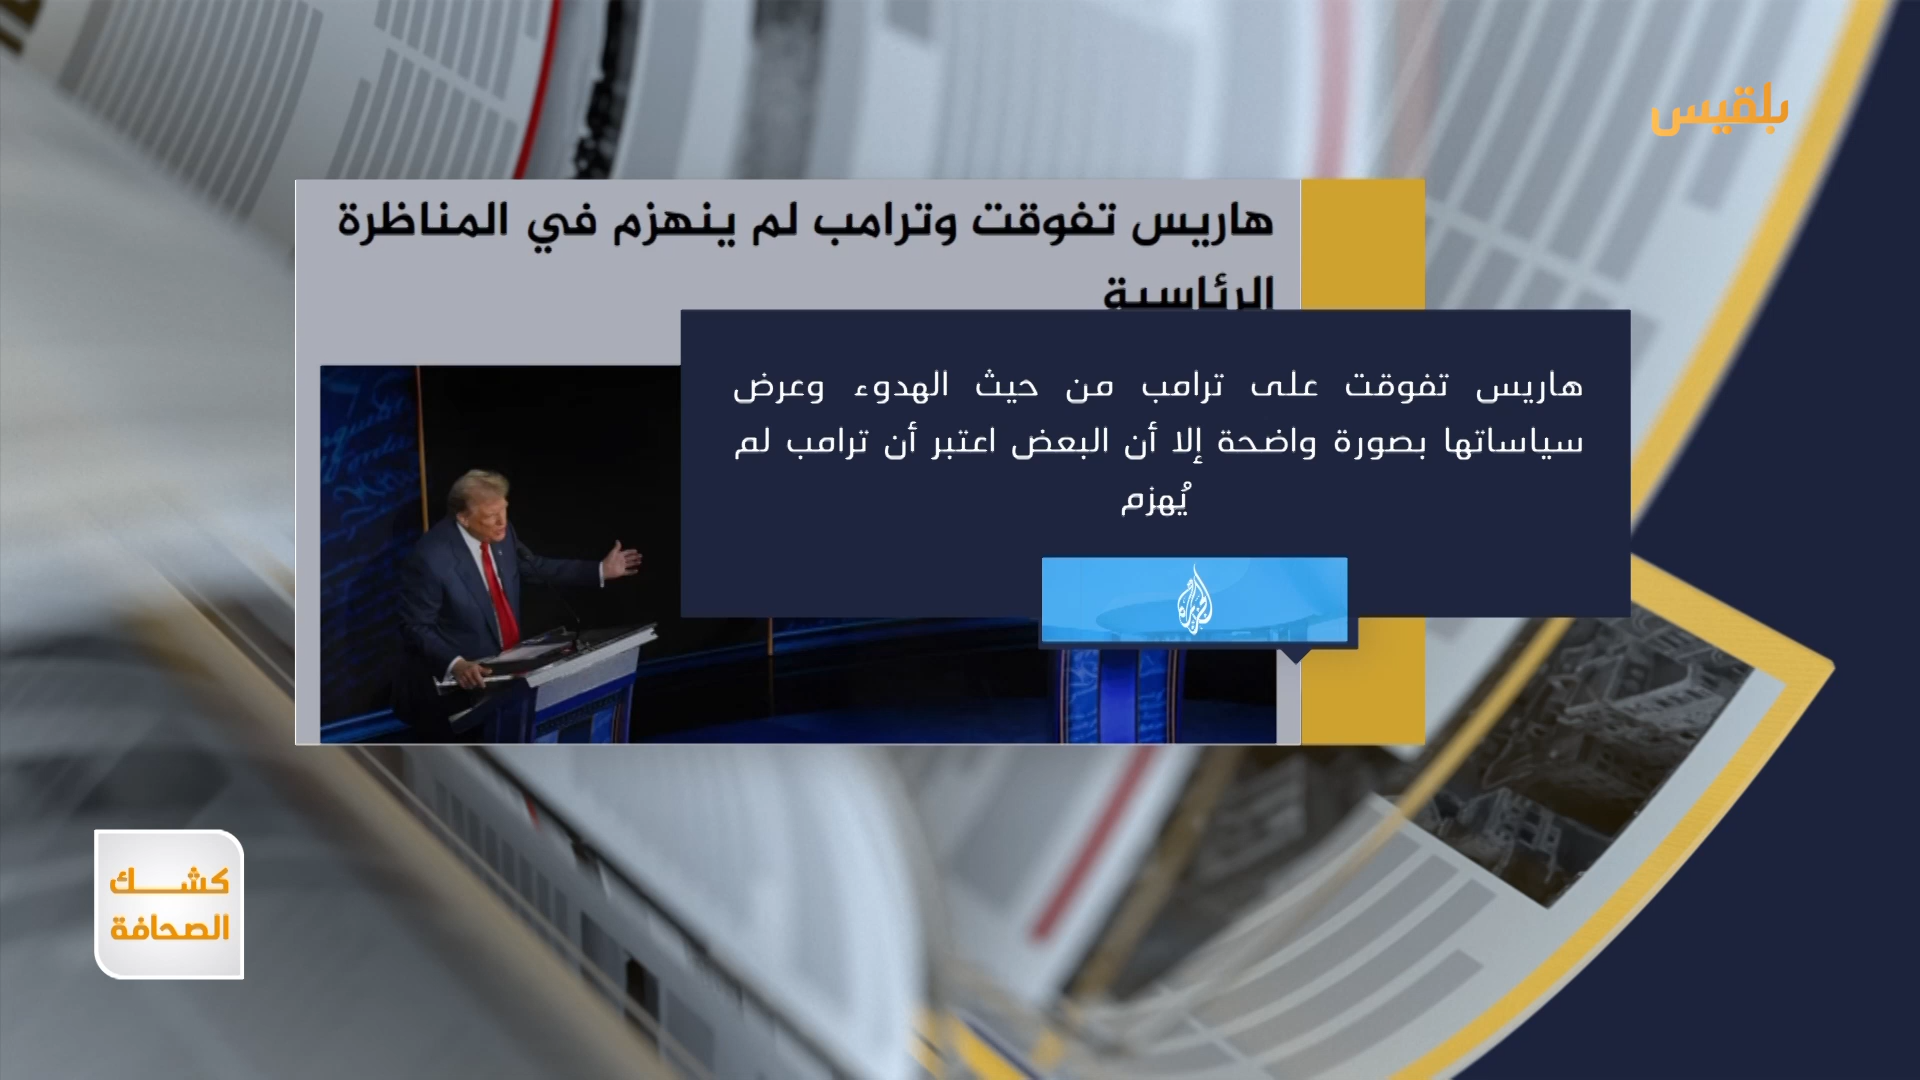 بلقيس
هاريس تفوقت وترامب لم ينهزم في المناظرة
الرئاسية
هاريس تفوقت على ترامب من حيث الهدوء وعرض
سياساتها بصورة واضحة إلا أن البعض اعتبر أن ترامب لم
يُهزم
الجزيرة
كشك
الصحافة